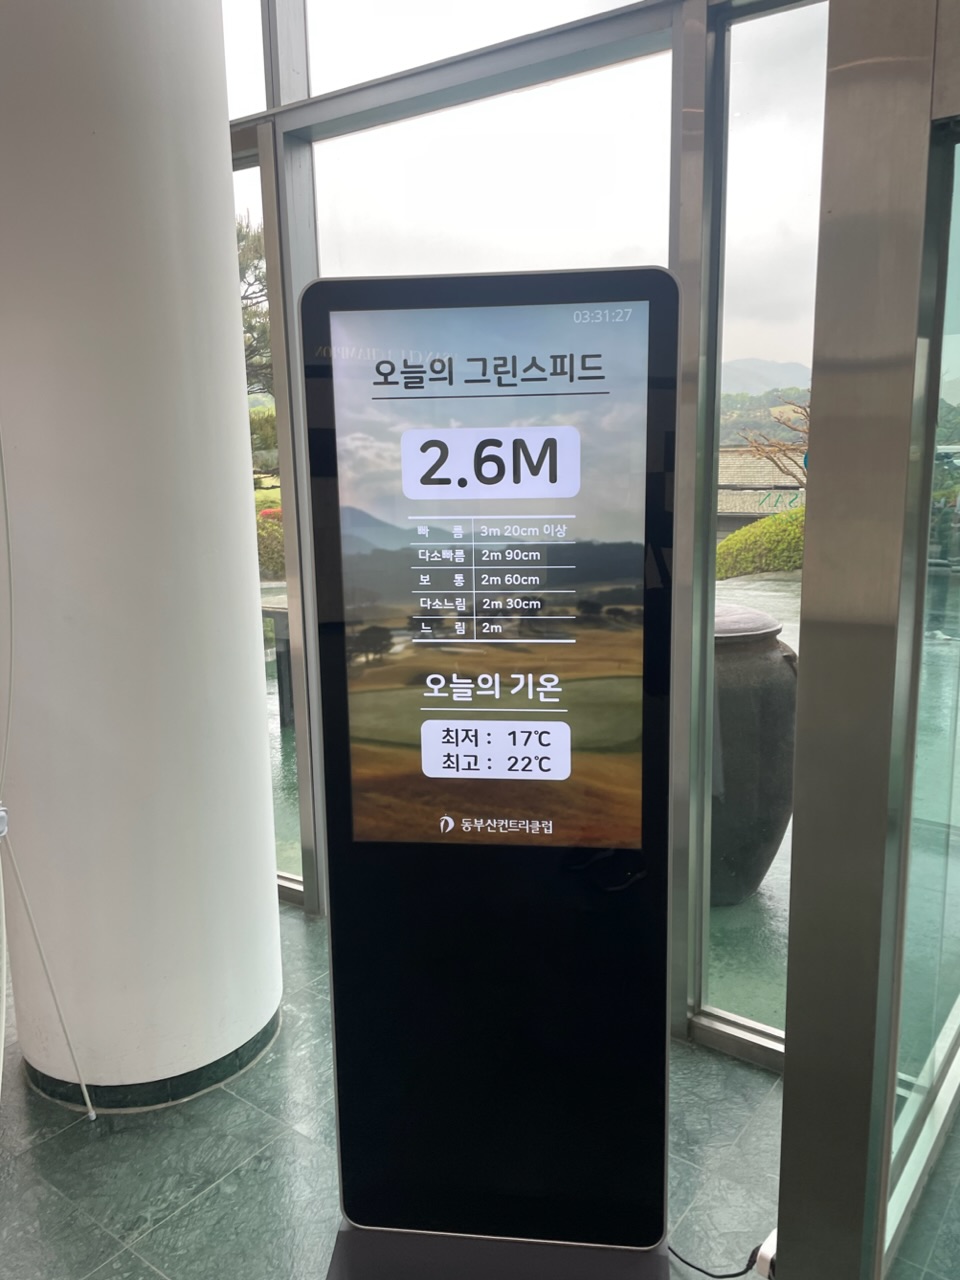 03:31:27
오늘의 그린스피드
2.6M
빠 름 3m 20cm 이상
다소빠름 2m 90cm
보 통 2m 60cm
다소느림 2m 30cm
느 림 2m
오늘의 기온
최저 : 17℃
최고 : 22℃
동부산컨트리클럽